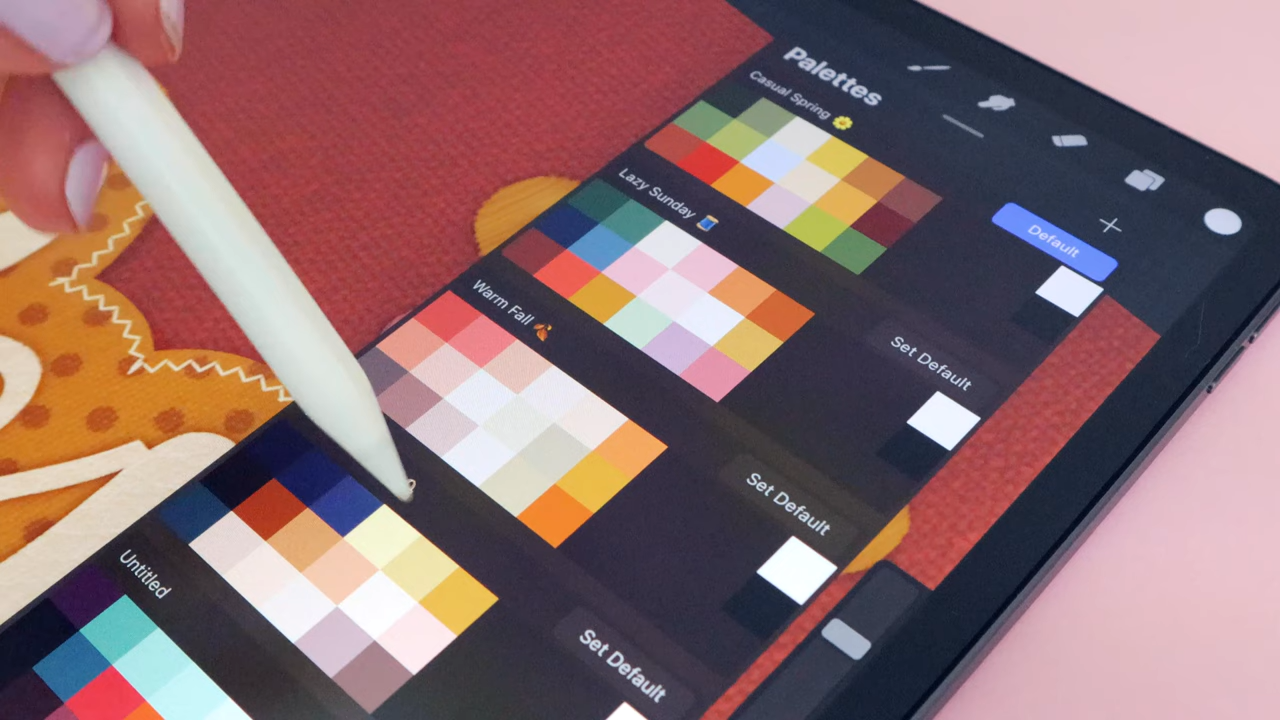 Palettes
Casual Spring 🌼
Default
Lazy Sunday 🧵
Set Default
Warm Fall 🍂
Set Default
Set Default
Untitled